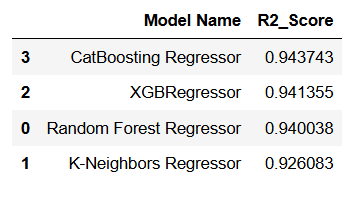 Model Name R2_Score
3 CatBoosting Regressor 0.943743
2 XGBRegressor 0.941355
0 Random Forest Regressor 0.940038
1 K-Neighbors Regressor 0.926083